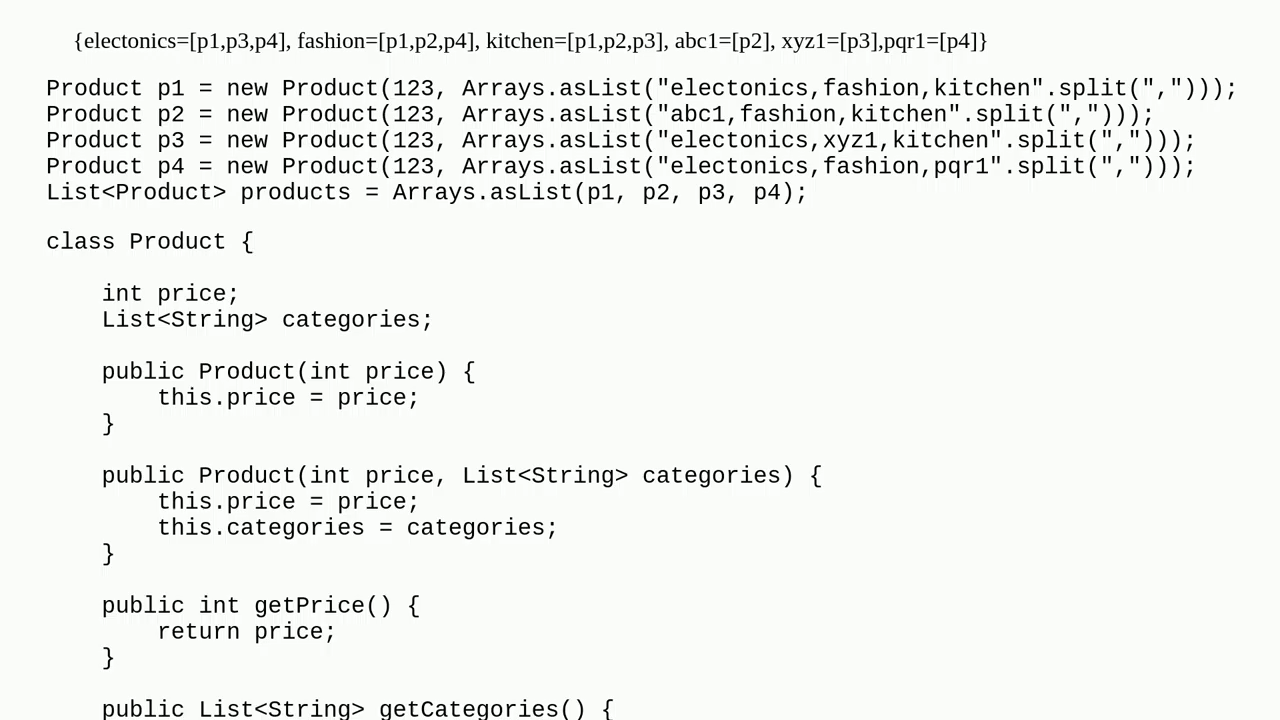 {electonics=[p1,p3,p4], fashion=[p1,p2,p4], kitchen=[p1,p2,p3], abc1=[p2], xyz1=[p3],pqr1=[p4]}
Product p1 = new Product(123, Arrays.asList("electonics,fashion,kitchen".split(",")));
Product p2 = new Product(123, Arrays.asList("abc1,fashion,kitchen".split(",")));
Product p3 = new Product(123, Arrays.asList("electonics,xyz1,kitchen".split(",")));
Product p4 = new Product(123, Arrays.asList("electonics,fashion,pqr1".split(",")));
List<Product> products = Arrays.asList(p1, p2, p3, p4);
class Product {
int price;
List<String> categories;
public Product(int price) {
this.price = price;
}
public Product(int price, List<String> categories) {
this.price = price;
this.categories = categories;
}
public int getPrice() {
return price;
}
public List<String> getCategories() {